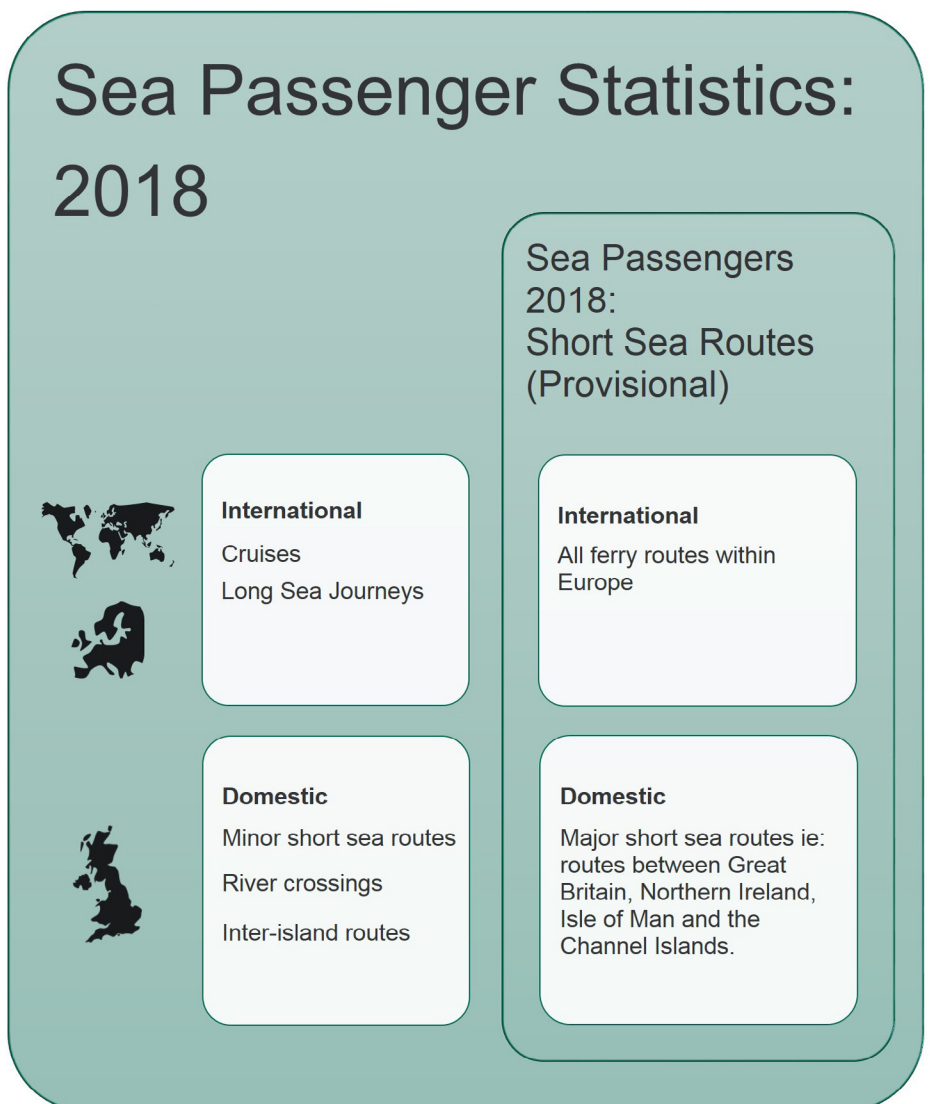 Sea Passenger Statistics:
2018
Sea Passengers
2018:
Short Sea Routes
(Provisional)
International
Cruises
Long Sea Journeys
International
All ferry routes within
Europe
Domestic
Minor short sea routes
River crossings
Inter-island routes
Domestic
Major short sea routes ie:
routes between Great
Britain, Northern Ireland,
Isle of Man and the
Channel Islands.